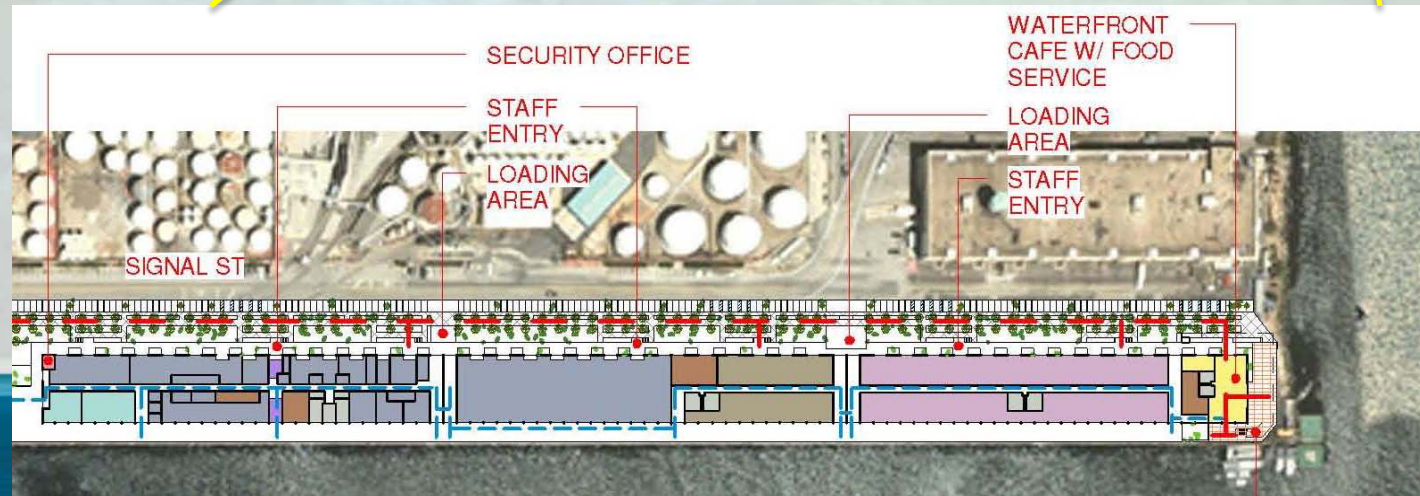 SECURITY OFFICE
STAFF
ENTRY
LOADING
AREA
SIGNAL ST
WATERFRONT
CAFE W/ FOOD
SERVICE
LOADING
AREA
STAFF
ENTRY